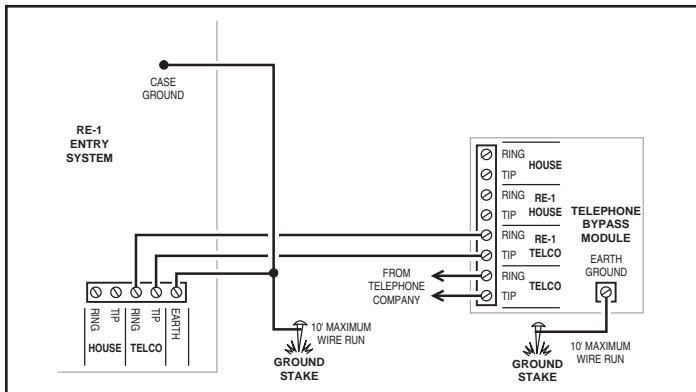 CASE
GROUND
RE-1
ENTRY
SYSTEM
RING
TIP
RING
TIP
EARTH
HOUSE
TELCO
10' MAXIMUM
WIRE RUN
GROUND
STAKE
RING
HOUSE
TIP
RING
RE-1
HOUSE
TIP
RING
RE-1
TELCO
TIP
RING
TELCO
TIP
TELEPHONE
BYPASS
MODULE
EARTH
GROUND
FROM
TELEPHONE
COMPANY
10' MAXIMUM
WIRE RUN
GROUND
STAKE